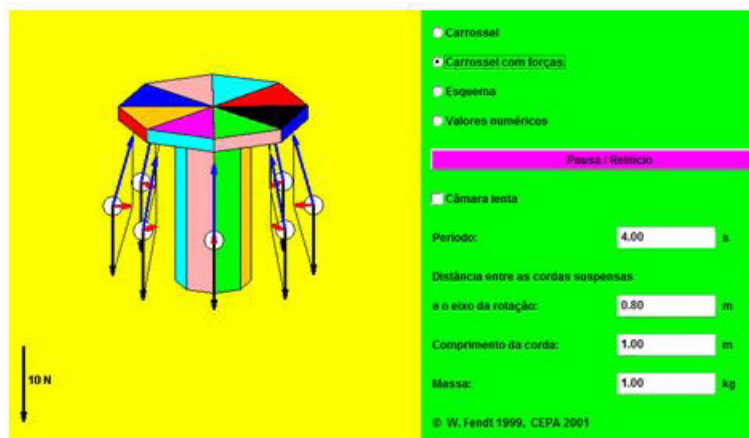 Carrossel
Carrossel com forças
Esquema
Valores numéricos
Pausa / Reinício
Câmara lenta
Período: 4.00 s
Distância entre as cordas suspensas
e o eixo da rotação: 0.80 m
Comprimento da corda: 1.00 m
Massa: 1.00 kg
10 N
© W. Fendt 1999, CEPA 2001